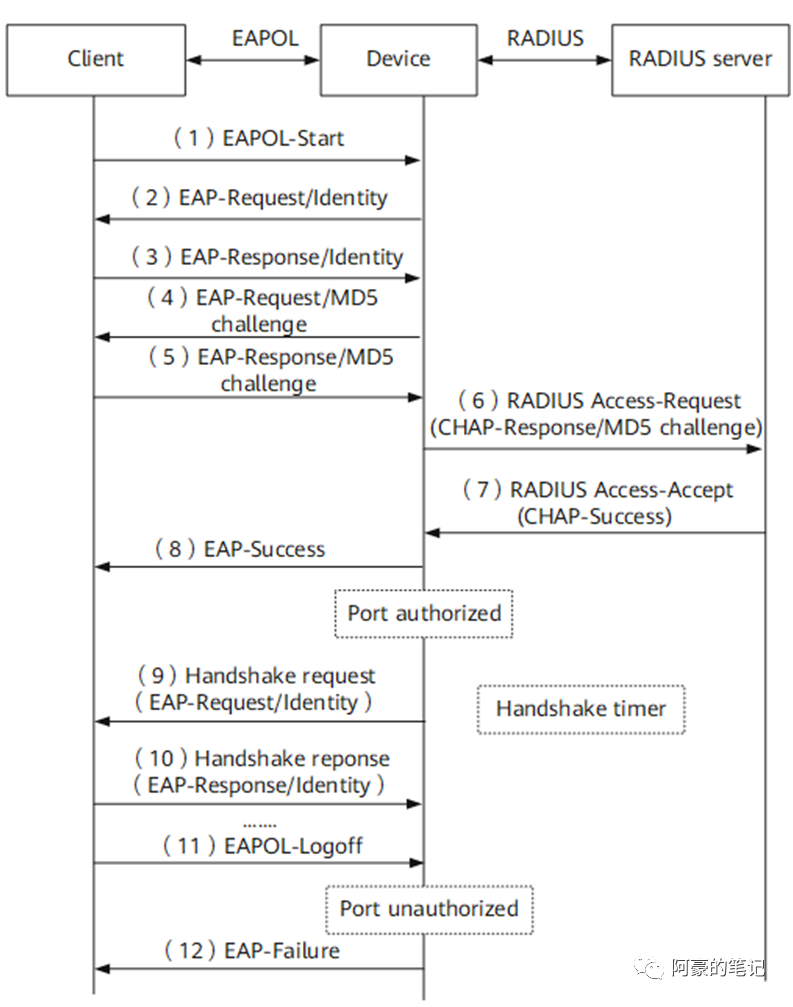 EAPOL
RADIUS
Client
Device
RADIUS server
（1）EAPOL-Start
（2）EAP-Request/Identity
（3）EAP-Response/Identity
（4）EAP-Request/MD5
challenge
（5）EAP-Response/MD5
challenge
（6）RADIUS Access-Request
(CHAP-Response/MD5 challenge)
（7）RADIUS Access-Accept
(CHAP-Success)
（8）EAP-Success
Port authorized
（9）Handshake request
（EAP-Request/Identity）
Handshake timer
（10）Handshake reponse
（EAP-Response/Identity）
.......
（11）EAPOL-Logoff
Port unauthorized
（12）EAP-Failure
阿豪的笔记